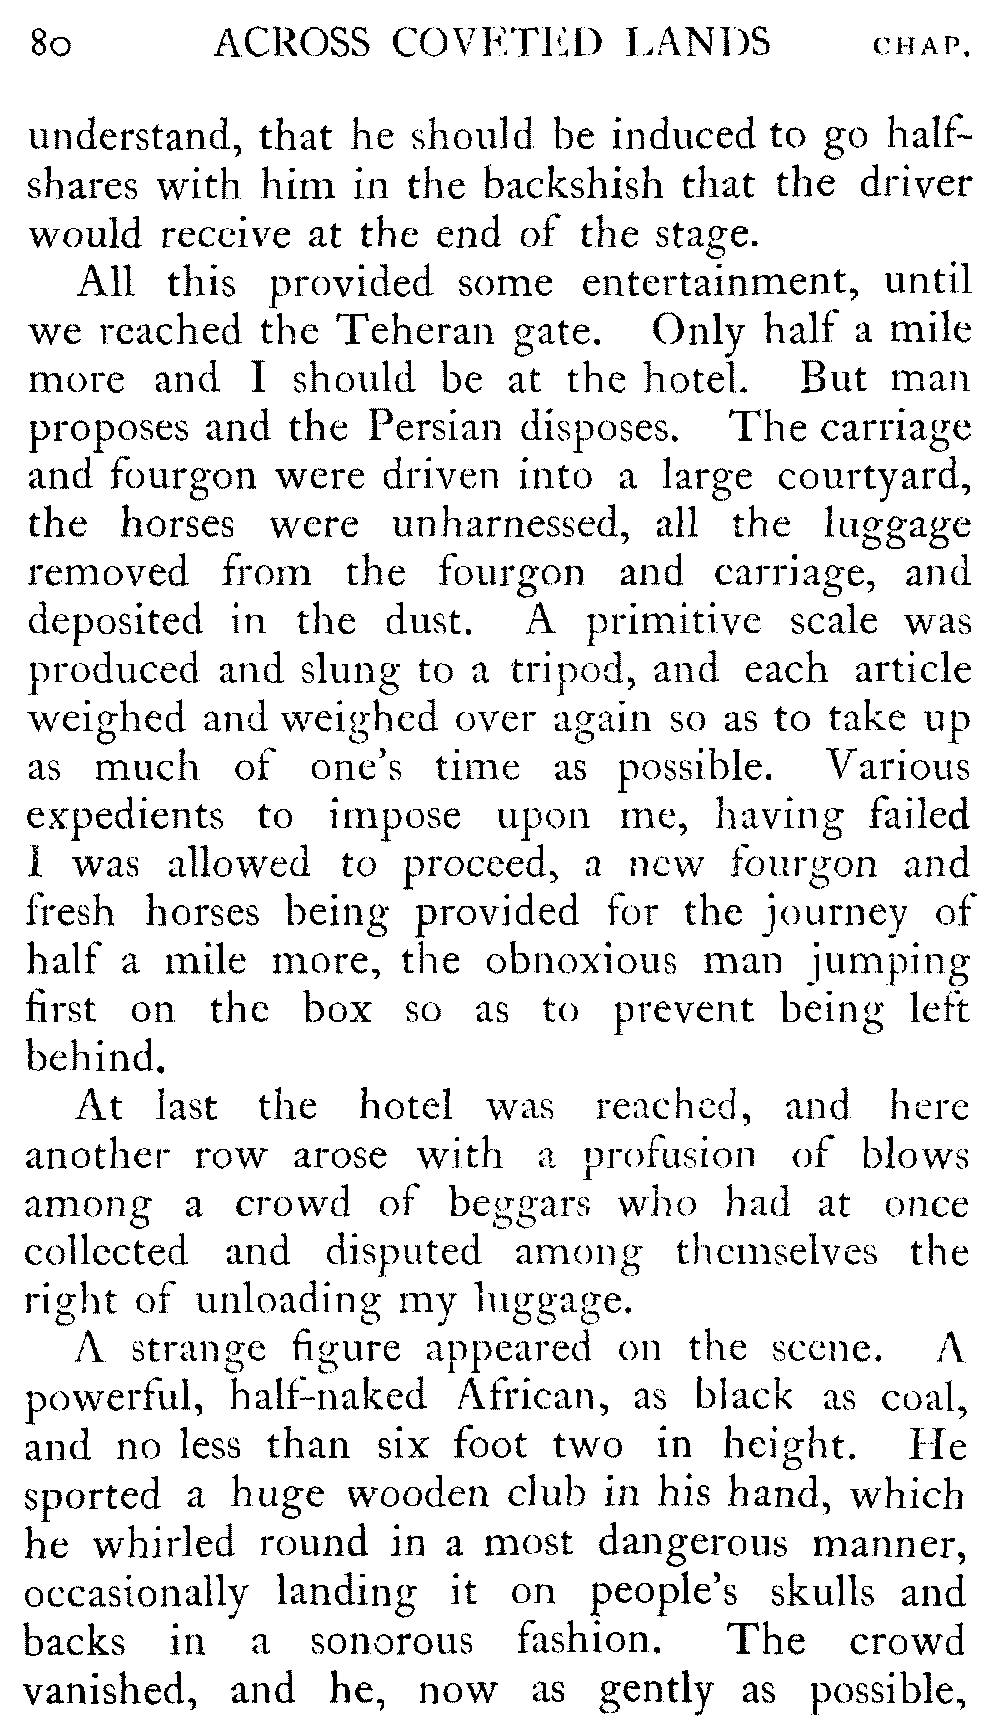 80 ACROSS COVETED LANDS CHAP.
understand, that he should be induced to go half-
shares with him in the backshish that the driver
would receive at the end of the stage.
All this provided some entertainment, until
we reached the Teheran gate. Only half a mile
more and I should be at the hotel. But man
proposes and the Persian disposes. The carriage
and fourgon were driven into a large courtyard,
the horses were unharnessed, all the luggage
removed from the fourgon and carriage, and
deposited in the dust. A primitive scale was
produced and slung to a tripod, and each article
weighed and weighed over again so as to take up
as much of one's time as possible. Various
expedients to impose upon me, having failed
I was allowed to proceed, a new fourgon and
fresh horses being provided for the journey of
half a mile more, the obnoxious man jumping
first on the box so as to prevent being left
behind.
At last the hotel was reached, and here
another row arose with a profusion of blows
among a crowd of beggars who had at once
collected and disputed among themselves the
right of unloading my luggage.
A strange figure appeared on the scene. A
powerful, half-naked African, as black as coal,
and no less than six foot two in height. He
sported a huge wooden club in his hand, which
he whirled round in a most dangerous manner,
occasionally landing it on people's skulls and
backs in a sonorous fashion. The crowd
vanished, and he, now as gently as possible,